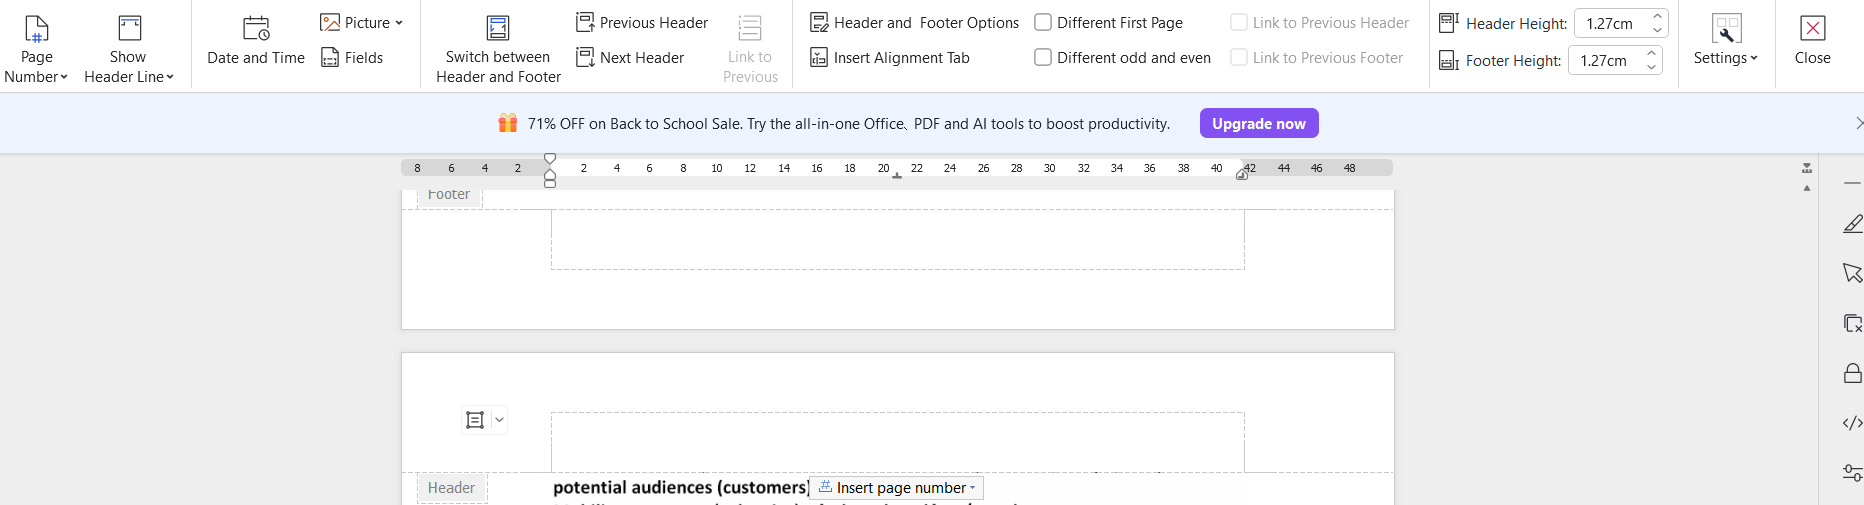 Page Number
Show Header Line
Date and Time
Picture
Fields
Switch between Header and Footer
Previous Header
Next Header
Link to Previous
Header and Footer Options
Insert Alignment Tab
Different First Page
Different odd and even
Link to Previous Header
Link to Previous Footer
Header Height: 1.27cm
Footer Height: 1.27cm
Settings
Close
71% OFF on Back to School Sale. Try the all-in-one Office、PDF and AI tools to boost productivity.
Upgrade now
8 6 4 2 2 4 6 8 10 12 14 16 18 20 22 24 26 28 30 32 34 36 38 40 42 44 46 48
Footer
Header
potential audiences (customers)
Insert page number